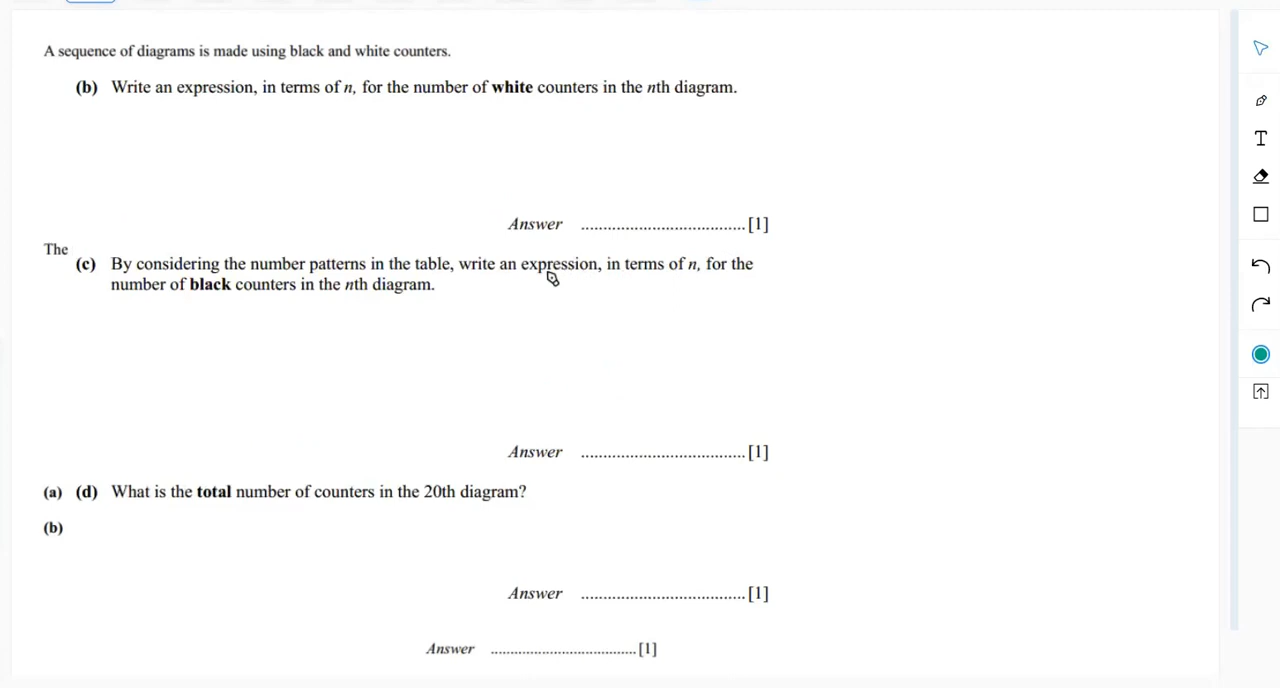 A sequence of diagrams is made using black and white counters.
(b) Write an expression, in terms of n, for the number of white counters in the nth diagram.
Answer ..................................... [1]
The
(c) By considering the number patterns in the table, write an expression, in terms of n, for the
number of black counters in the nth diagram.
Answer ..................................... [1]
(a) (d) What is the total number of counters in the 20th diagram?
(b)
Answer ..................................... [1]
Answer ..................................... [1]
T